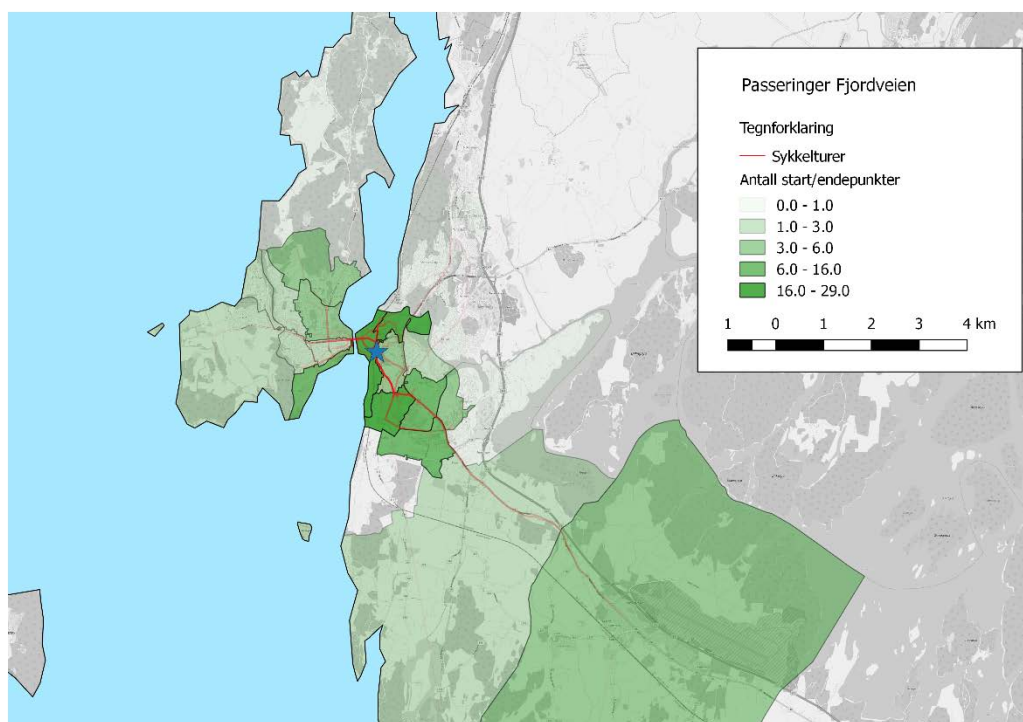 Passeringer Fjordveien
Tegnforklaring
Sykkelturer
Antall start/endepunkter
0.0 - 1.0
1.0 - 3.0
3.0 - 6.0
6.0 - 16.0
16.0 - 29.0
1 0 1 2 3 4 km